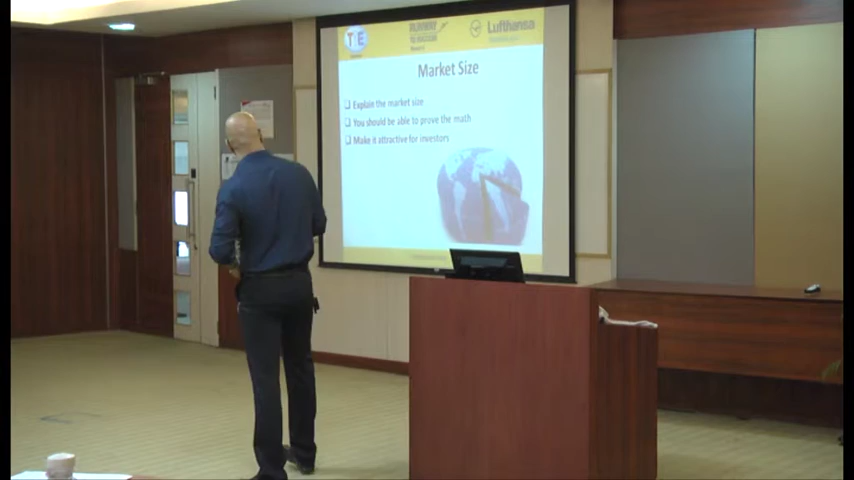 TiE
RUNWAY
Lufthansa
Market Size
❑ Explain the market size
❑ You should be able to prove the math
❑ Make it attractive for investors